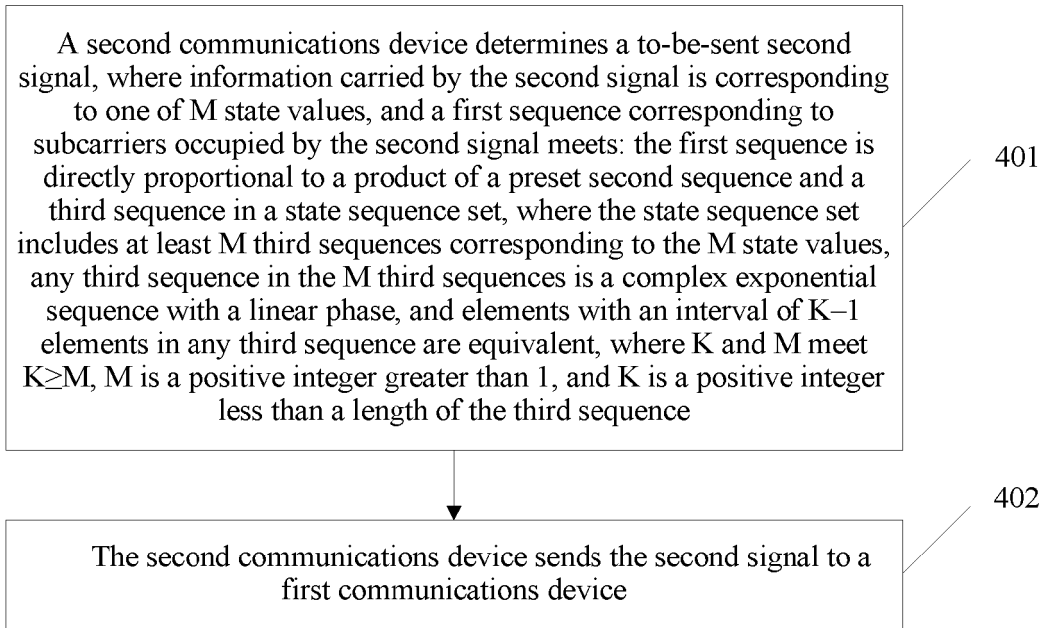 A second communications device determines a to-be-sent second
signal, where information carried by the second signal is corresponding
to one of M state values, and a first sequence corresponding to
subcarriers occupied by the second signal meets: the first sequence is
directly proportional to a product of a preset second sequence and a
third sequence in a state sequence set, where the state sequence set
includes at least M third sequences corresponding to the M state values,
any third sequence in the M third sequences is a complex exponential
sequence with a linear phase, and elements with an interval of K−1
elements in any third sequence are equivalent, where K and M meet
K≥M, M is a positive integer greater than 1, and K is a positive integer
less than a length of the third sequence
401
The second communications device sends the second signal to a
first communications device
402